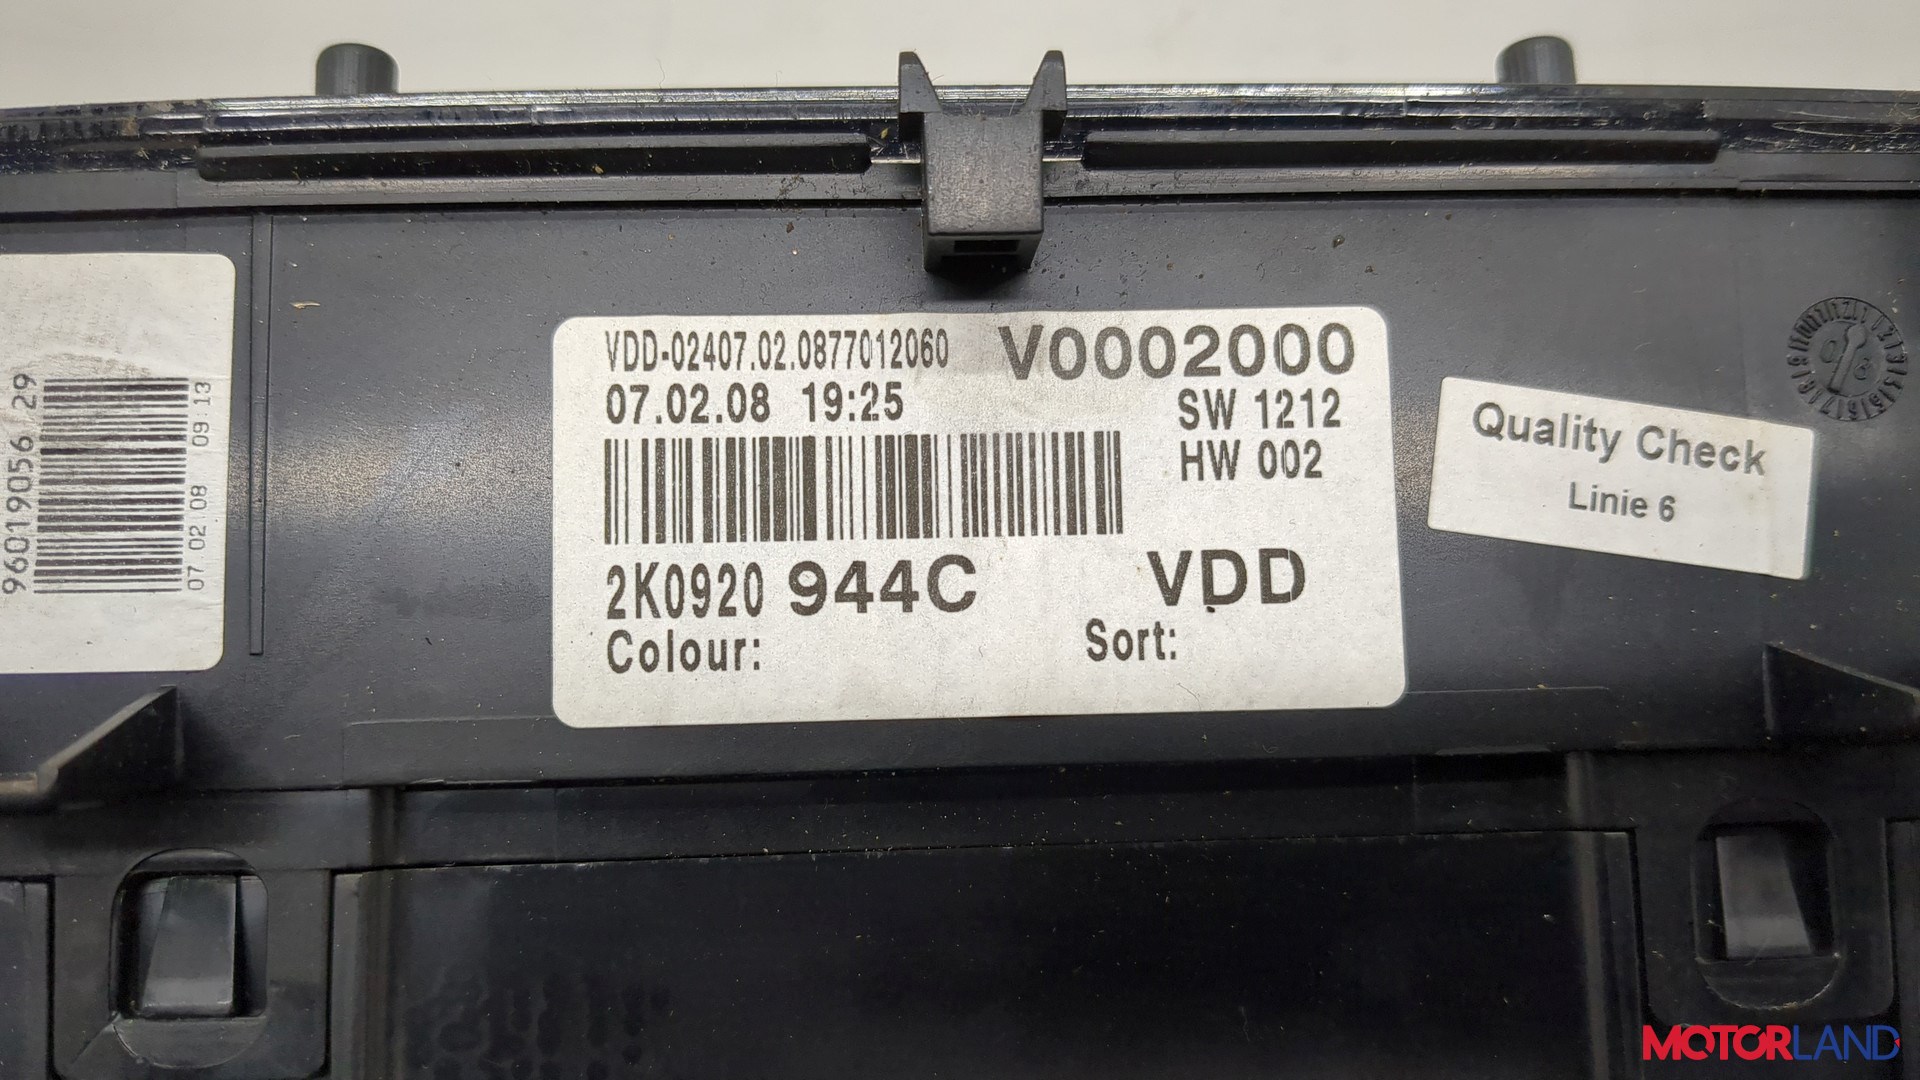 96019056 29
07 02 08 09:13
VDD-02407.02.0877012060 V0002000
07.02.08 19:25 SW 1212
HW 002
2K0920 944C VDD
Colour: Sort:
Quality Check
Linie 6
MOTORLAND